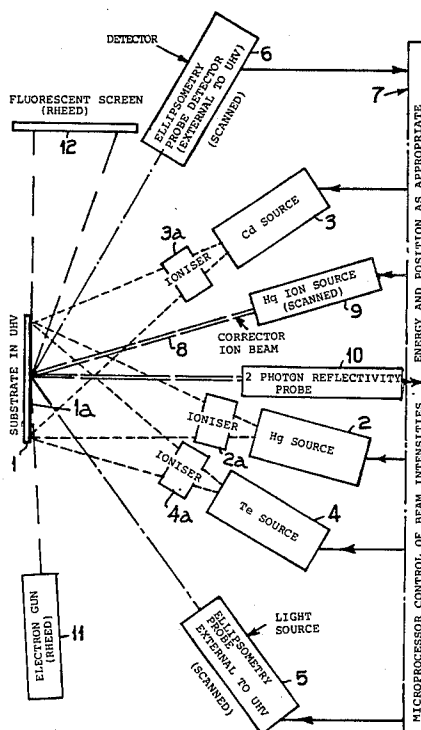 DETECTOR
6
ELLIPSOMETRY
PROBE DETECTOR
(EXTERNAL TO UHV)
(SCANNED)
7
FLUORESCENT SCREEN
(RHEED)
12
Cd SOURCE
3
3a
IONISER
Hq ION SOURCE
(SCANNED)
9
CORRECTOR
ION BEAM
8
10
2 PHOTON REFLECTIVITY
PROBE
SUBSTRATE IN UHV
1a
1
IONISER
2a
Hg SOURCE
2
IONISER
4a
Te SOURCE
4
ELECTRON GUN
(RHEED)
11
LIGHT
SOURCE
ELLIPSOMETRY
PROBE
EXTERNAL TO UHV
(SCANNED)
5
MICROPROCESSOR CONTROL OF BEAM INTENSITIES' ENERGY AND POSITION AS APPROPRIATE